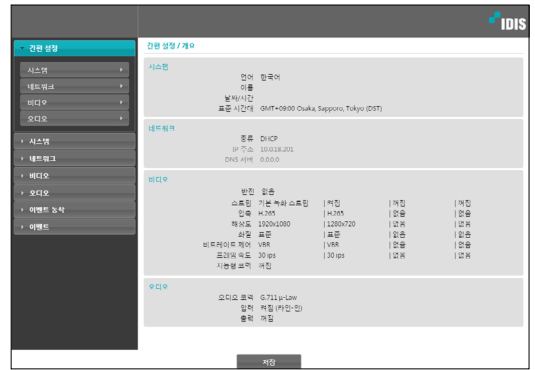 IDIS
간편 설정
시스템
네트워크
비디오
오디오
시스템
네트워크
비디오
오디오
이벤트 동작
이벤트
간편 설정 / 개요
시스템
언어 한국어
이름
날짜/시간
표준 시간대 GMT+09:00 Osaka, Sapporo, Tokyo (DST)
네트워크
종류 DHCP
IP 주소 10.0.18.201
DNS 서버 0.0.0.0
비디오
반전 없음
스트림 기본 녹화 스트림 | 켜짐 | 꺼짐 | 꺼짐
압축 H.265 | H.265 | 없음 | 없음
해상도 1920x1080 | 1280x720 | 없음 | 없음
화질 표준 | 표준 | 없음 | 없음
비트레이트 제어 VBR | VBR | 없음 | 없음
프레임 속도 30 ips | 30 ips | 없음 | 없음
지능형 코덱 꺼짐
오디오
오디오 코덱 G.711 μ-Law
입력 켜짐 (라인-인)
출력 꺼짐
저장